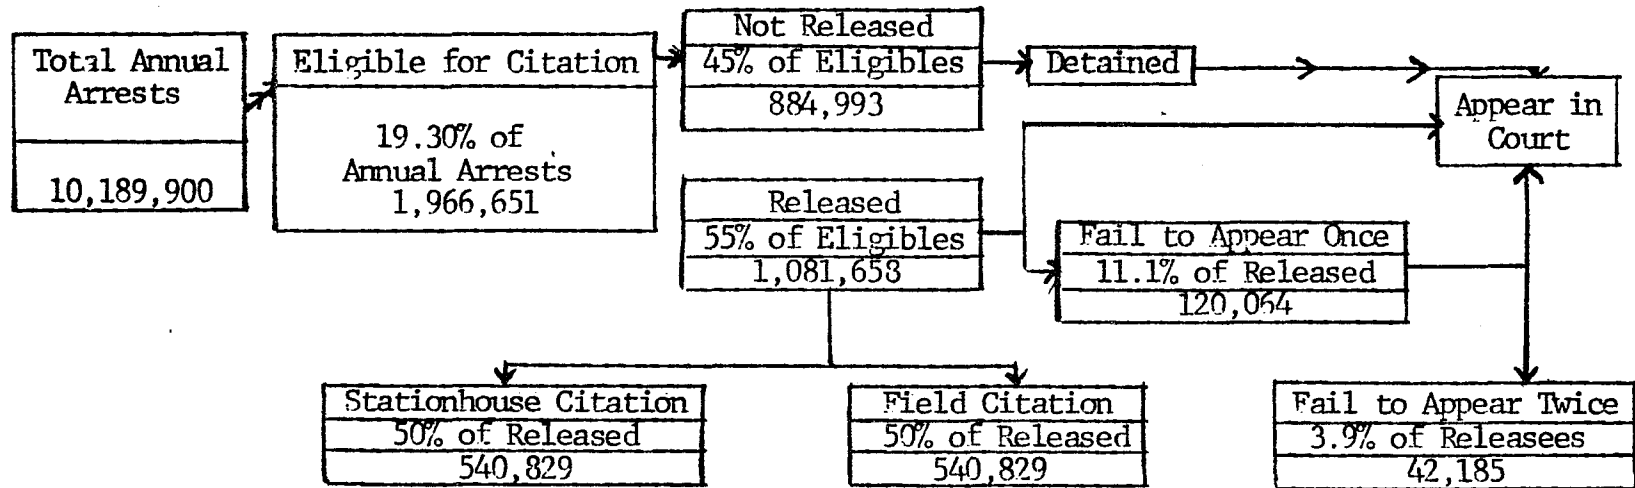 Total Annual
Arrests
10,189,900
Eligible for Citation
19.30% of
Annual Arrests
1,966,651
Not Released
45% of Eligibles
884,993
Detained
Appear in
Court
Released
55% of Eligibles
1,081,658
Fail to Appear Once
11.1% of Released
120,064
Stationhouse Citation
50% of Released
540,829
Field Citation
50% of Released
540,829
Fail to Appear Twice
3.9% of Releasees
42,185